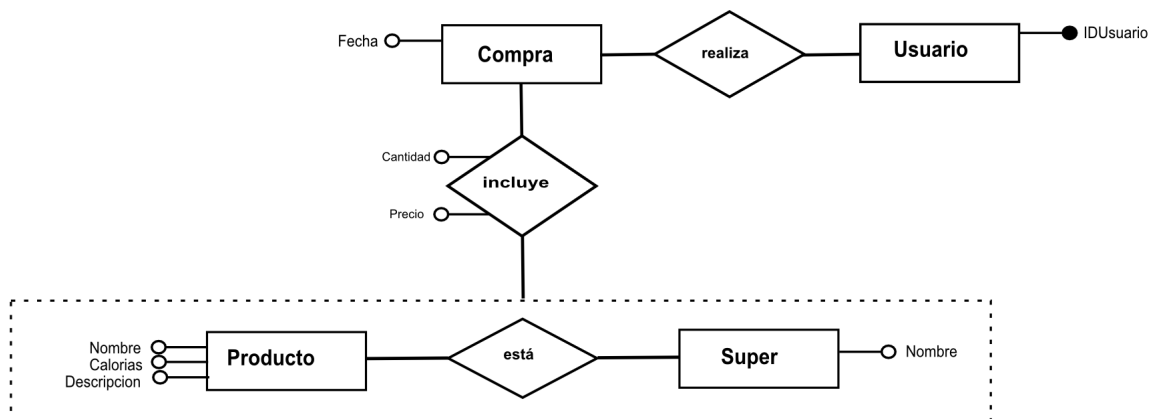 Fecha
Compra
realiza
Usuario
IDUsuario
Cantidad
incluye
Precio
Nombre
Calorias
Descripcion
Producto
está
Super
Nombre